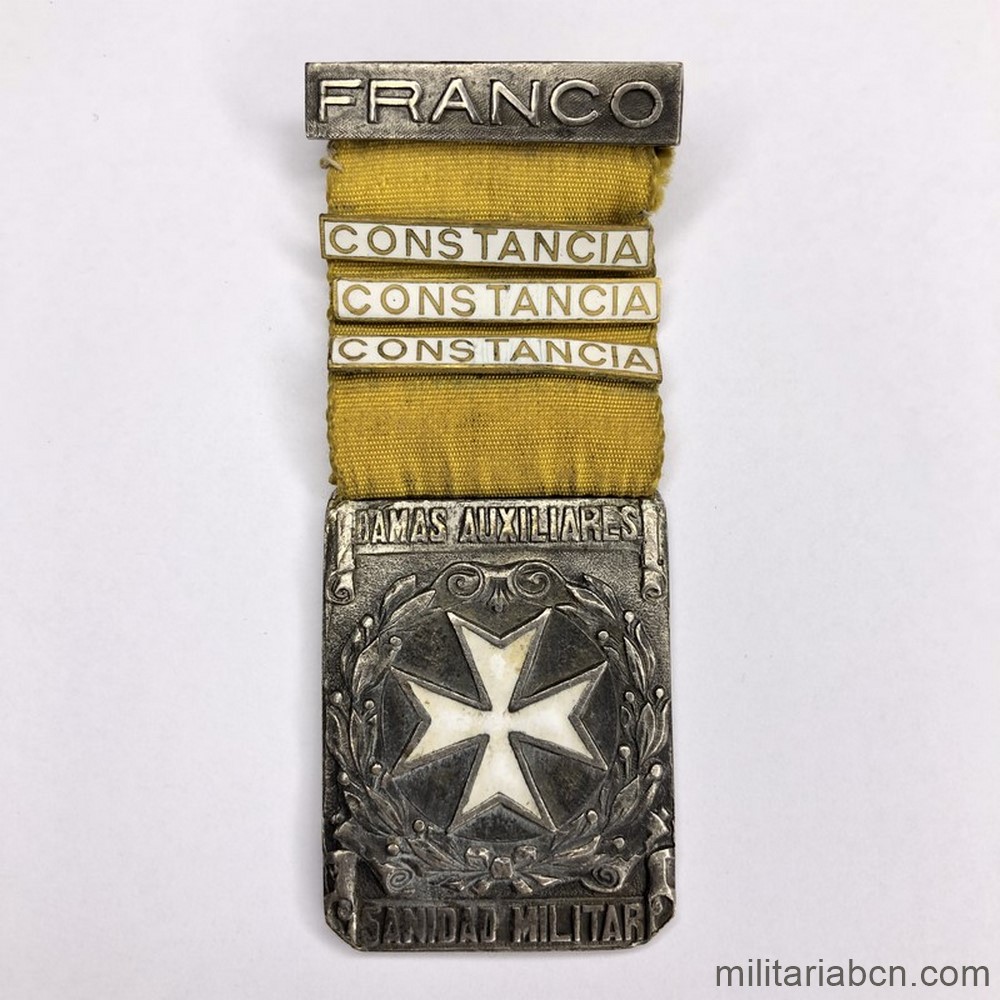 FRANCO
CONSTANCIA
CONSTANCIA
CONSTANCIA
DAMAS AUXILIARES
SANIDAD MILITAR
militariabcn.com